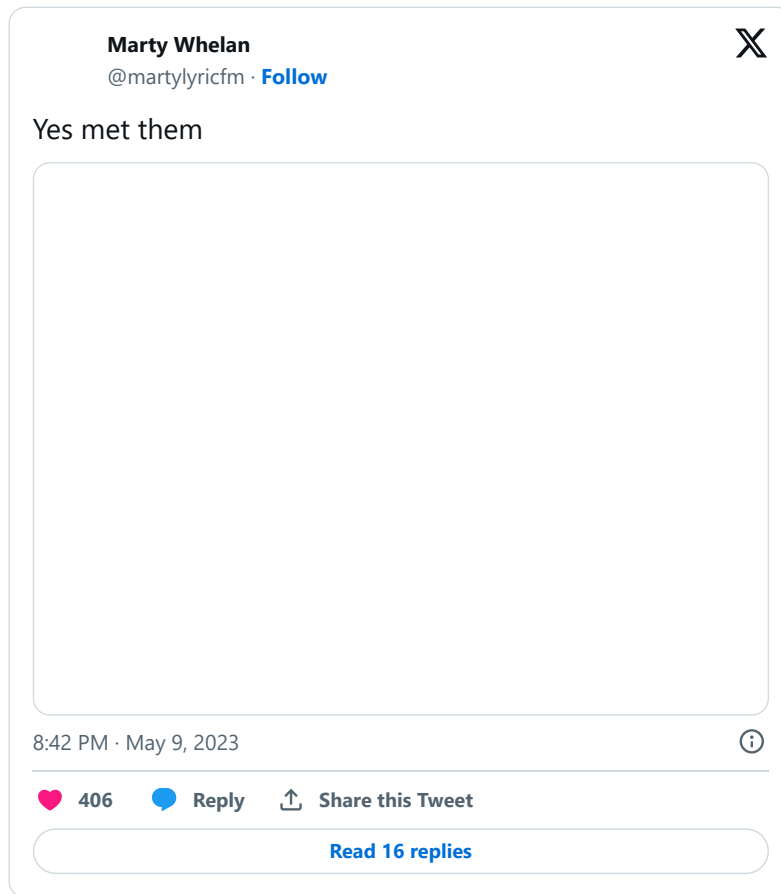 Marty Whelan
@martylyricfm · Follow
Yes met them
8:42 PM · May 9, 2023
406 Reply Share this Tweet
Read 16 replies